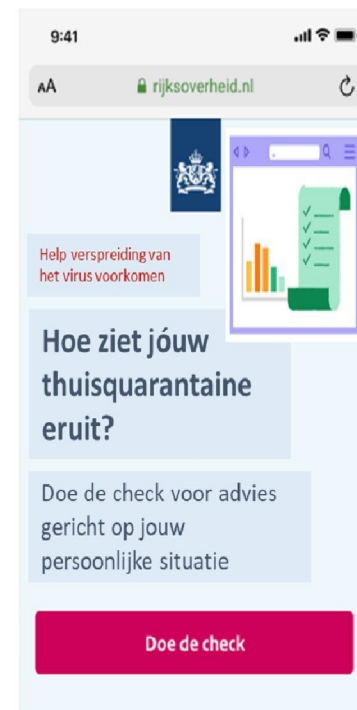 9:41
AA rijksoverheid.nl
Help verspreiding van
het virus voorkomen
Hoe ziet jóuw
thuisquarantaine
eruit?
Doe de check voor advies
gericht op jouw
persoonlijke situatie
Doe de check